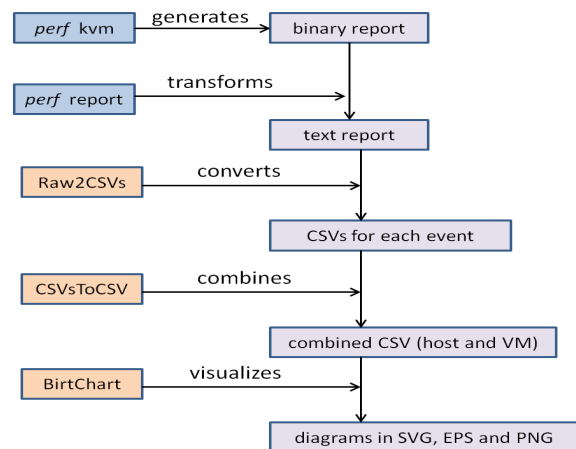 perf kvm
generates
binary report
transforms
perf report
text report
Raw2CSVs
converts
CSVs for each event
CSVsToCSV
combines
combined CSV (host and VM)
BirtChart
visualizes
diagrams in SVG, EPS and PNG